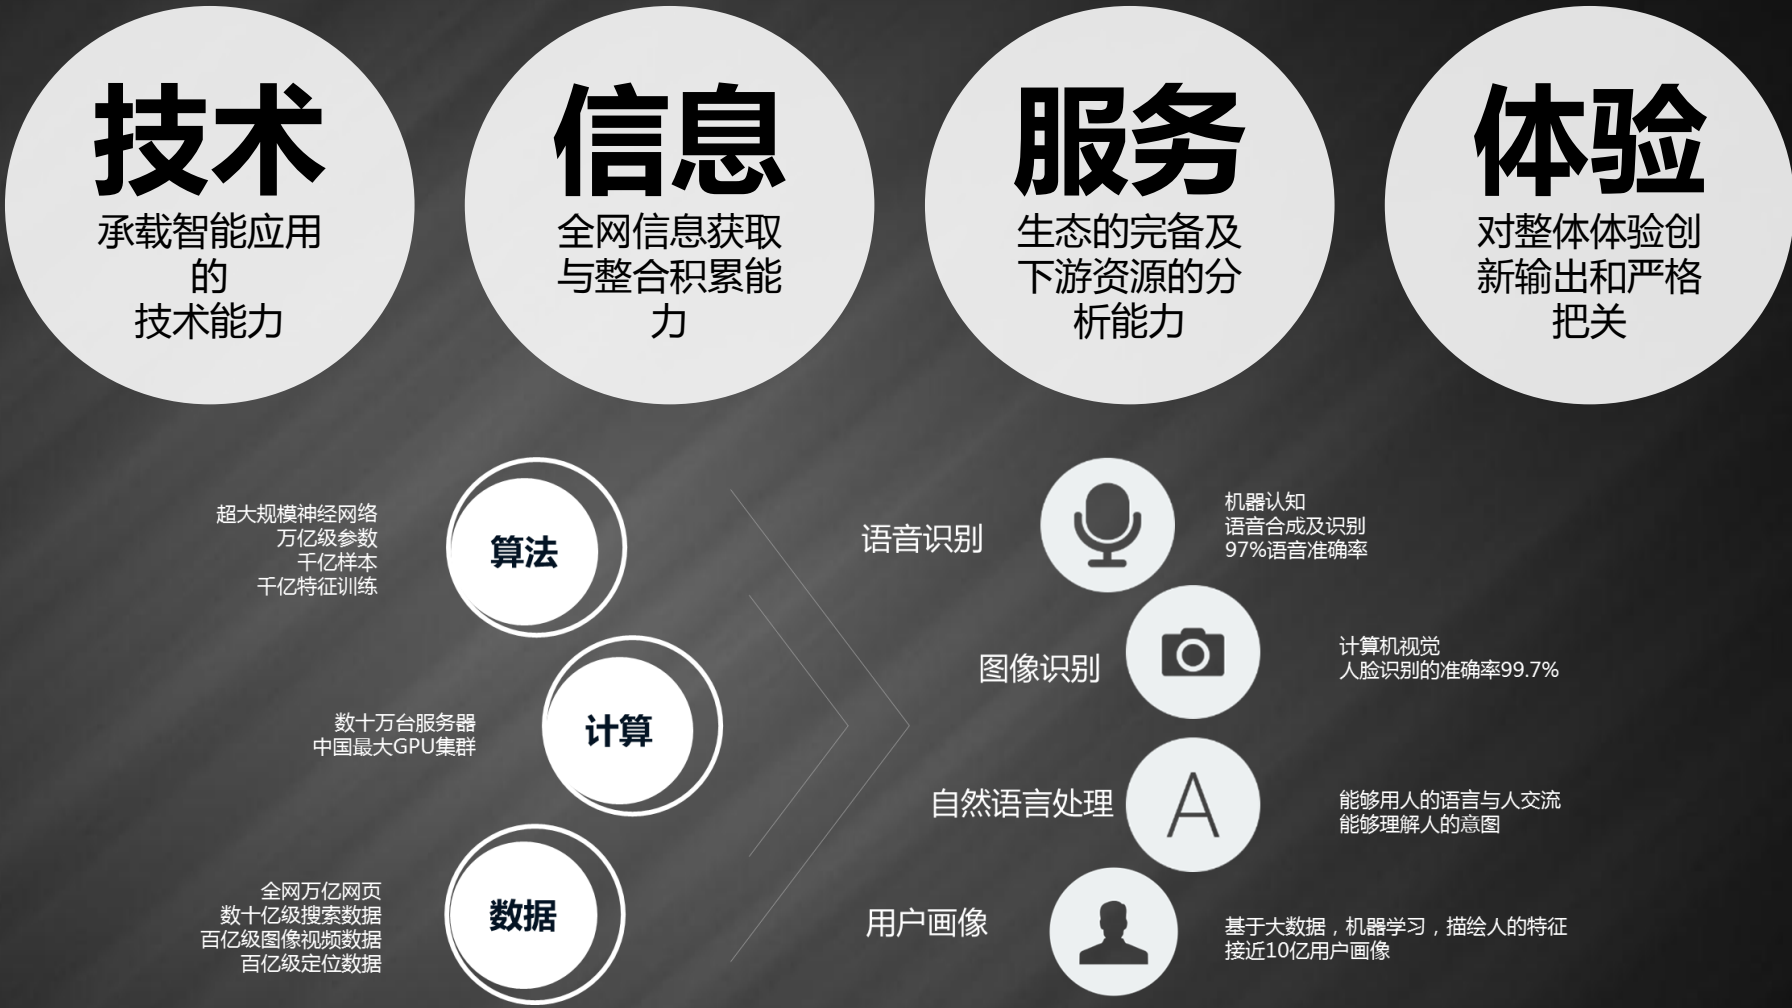 技术
承载智能应用
的
技术能力
信息
全网信息获取
与整合积累能
力
服务
生态的完备及
下游资源的分
析能力
体验
对整体体验创
新输出和严格
把关
超大规模神经网络
万亿级参数
千亿样本
千亿特征训练
算法
数十万台服务器
中国最大GPU集群
计算
全网万亿网页
数十亿级搜索数据
百亿级图像视频数据
百亿级定位数据
数据
语音识别
机器认知
语音合成及识别
97%语音准确率
图像识别
计算机视觉
人脸识别的准确率99.7%
自然语言处理
A
能够用人的语言与人交流
能够理解人的意图
用户画像
基于大数据，机器学习，描绘人的特征
接近10亿用户画像